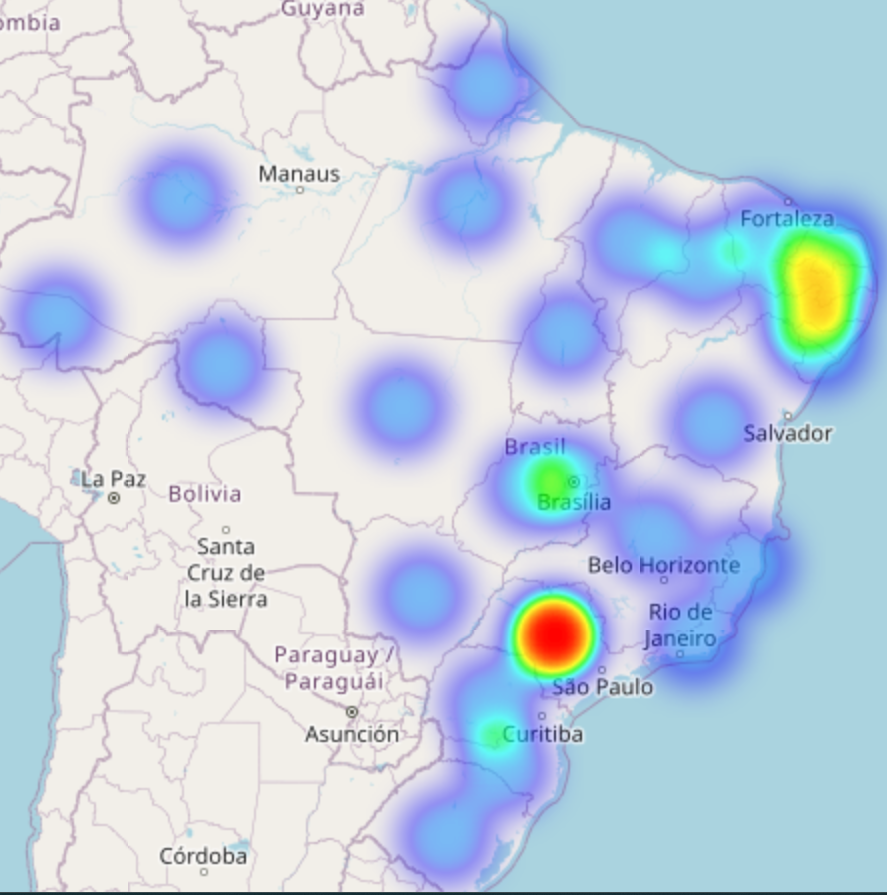 Guyana
ombia
Manaus
Fortaleza
Salvador
Brasil
La Paz
Bolivia
Brasília
Santa
Cruz de
la Sierra
Belo Horizonte
Rio de
Janeiro
Paraguay /
Paraguái
São Paulo
Asunción
Curitiba
Córdoba